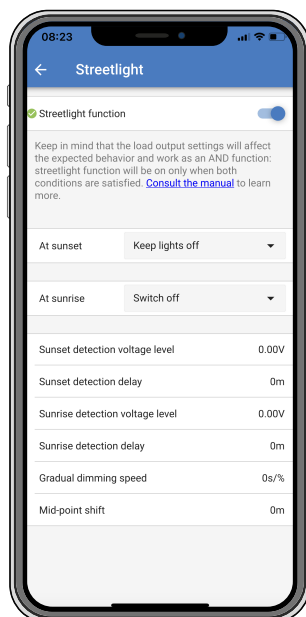 08:23
Streetlight
Streetlight function
Keep in mind that the load output settings will affect
the expected behavior and work as an AND function:
streetlight function will be on only when both
conditions are satisfied. Consult the manual to learn
more.
At sunset Keep lights off
At sunrise Switch off
Sunset detection voltage level 0.00V
Sunset detection delay 0m
Sunrise detection voltage level 0.00V
Sunrise detection delay 0m
Gradual dimming speed 0s/%
Mid-point shift 0m